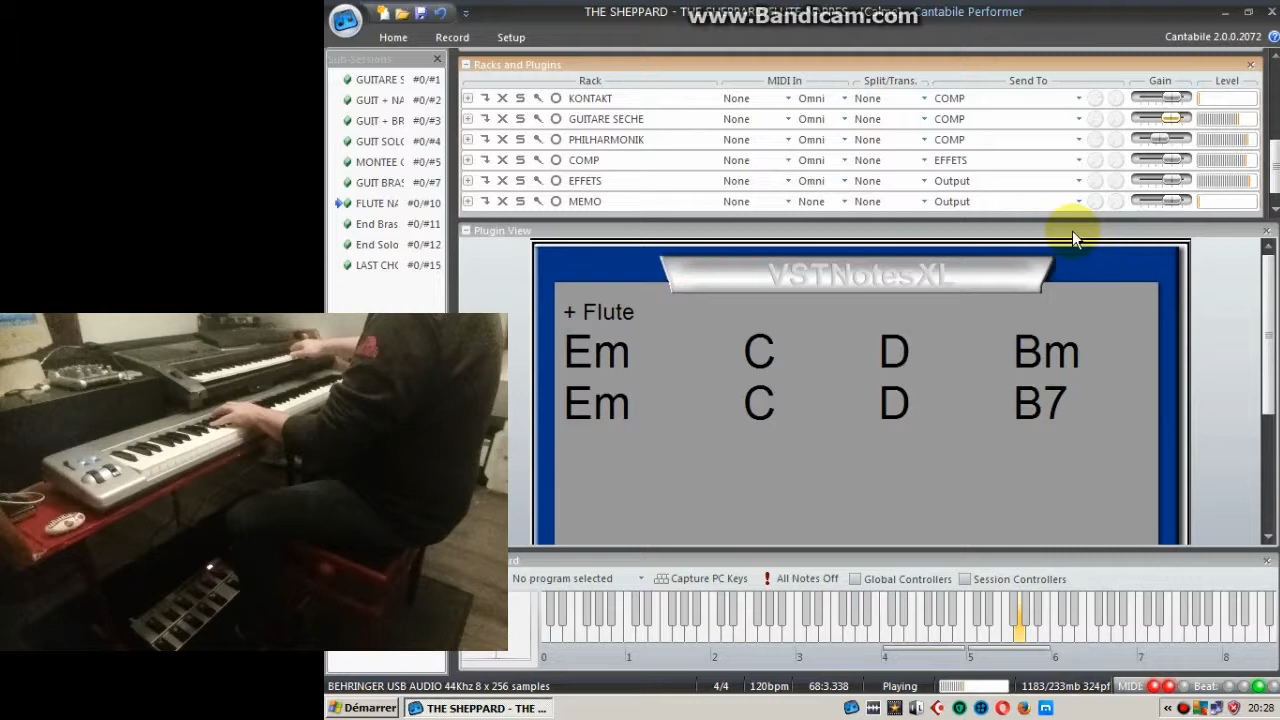 THE SHEPPARD - THE SHEPPARD
Cantabile Performer
www.Bandicam.com
Home Record Setup Cantabile 2.0.0.2072
Sub-Sessions
Racks and Plugins
Rack MIDI In Split/Trans. Send To Gain Level
GUITARE S #0/#1
GUIT + NA #0/#2
GUIT + BR #0/#3
GUIT SOLC #0/#4
MONTEE C #0/#5
GUIT BRAS #0/#7
FLUTE NA #0/#10
End Bras #0/#11
End Solo #0/#12
LAST CHC #0/#15
KONTAKT None Omni None COMP
GUITARE SECHE None Omni None COMP
PHILHARMONIK None Omni None COMP
COMP None Omni None EFFETS
EFFETS None Omni None Output
MEMO None Omni None Output
Plugin View
VSTNotesXL
+ Flute
Em C D Bm
Em C D B7
rd
No program selected Capture PC Keys All Notes Off Global Controllers Session Controllers
0 1 2 3 4 5 6 7 8
BEHRINGER USB AUDIO 44Khz 8 x 256 samples 4/4 120bpm 68:3.338 Playing 1183/233mb 324pf MIDI Beat:
Démarrer THE SHEPPARD - THE ... « 20:28